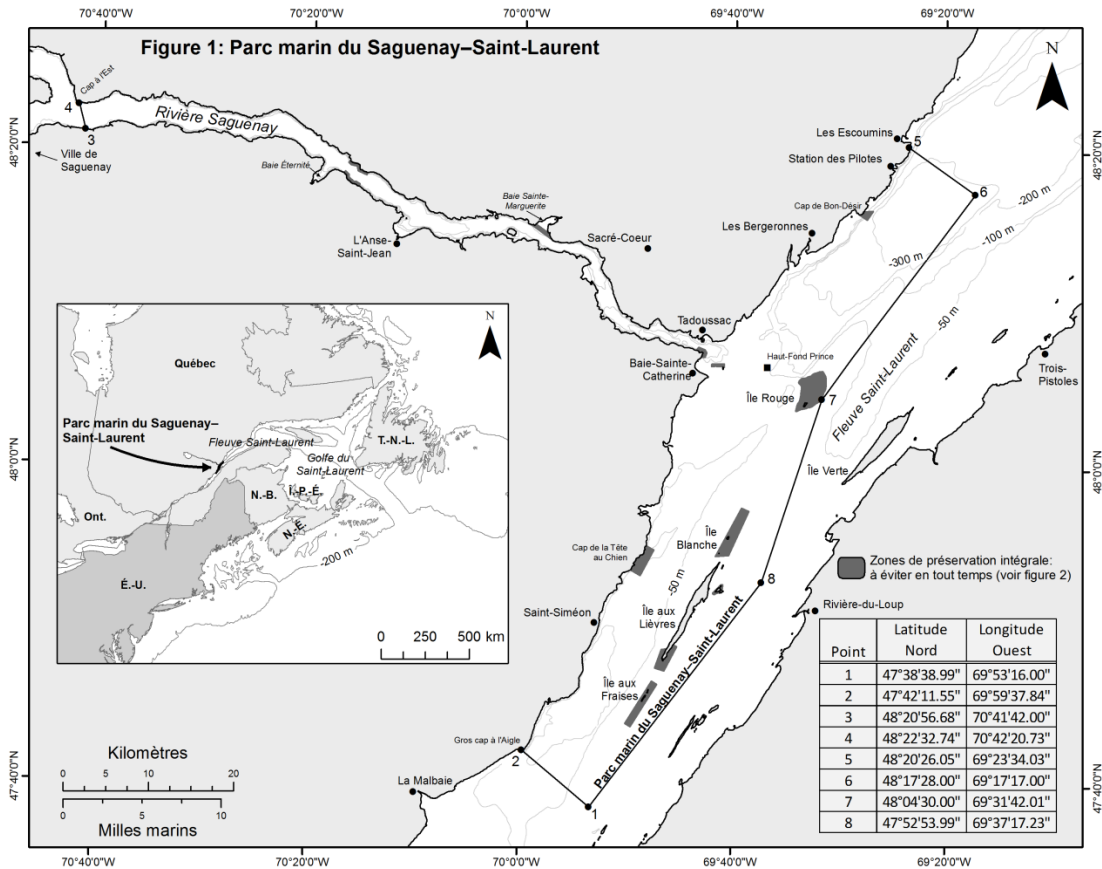 70°40'0"W
70°20'0"W
70°0'0"W
69°40'0"W
69°20'0"W
Figure 1: Parc marin du Saguenay–Saint-Laurent
N
Cap à l'Est
4
3
Rivière Saguenay
48°20'0"N
Ville de
Saguenay
Baie Éternité
L'Anse-
Saint-Jean
Baie Sainte-
Marguerite
Sacré-Coeur
Les Escoumins
5
Station des Pilotes
48°20'0"N
6
-200 m
Cap de Bon-Désir
Les Bergeronnes
-100 m
-300 m
-50 m
Tadoussac
Baie-Sainte-
Catherine
Haut-Fond Prince
Île Rouge
7
Fleuve Saint-Laurent
Trois-
Pistoles
Île Verte
48°0'0"N
48°0'0"N
N
Québec
Parc marin du Saguenay–
Saint-Laurent
Fleuve Saint-Laurent
T.-N.-L.
Golfe du
Saint-Laurent
N.-B.
Î.-P.-É.
Ont.
N.-É.
-200 m
É.-U.
0 250 500 km
Île
Blanche
Cap de la Tête
au Chien
-50 m
8
Zones de préservation intégrale:
à éviter en tout temps (voir figure 2)
Saint-Siméon
Île aux
Lièvres
Rivière-du-Loup
Île aux
Fraises
Parc marin du Saguenay–Saint-Laurent
Gros cap à l'Aigle
2
La Malbaie
1
Kilomètres
0 5 10 20
0 5 10
Milles marins
47°40'0"N
47°40'0"N
Point Latitude Nord Longitude Ouest
1 47°38'38.99" 69°53'16.00"
2 47°42'11.55" 69°59'37.84"
3 48°20'56.68" 70°41'42.00"
4 48°22'32.74" 70°42'20.73"
5 48°20'26.05" 69°23'34.03"
6 48°17'28.00" 69°17'17.00"
7 48°04'30.00" 69°31'42.01"
8 47°52'53.99" 69°37'17.23"
70°40'0"W
70°20'0"W
70°0'0"W
69°40'0"W
69°20'0"W